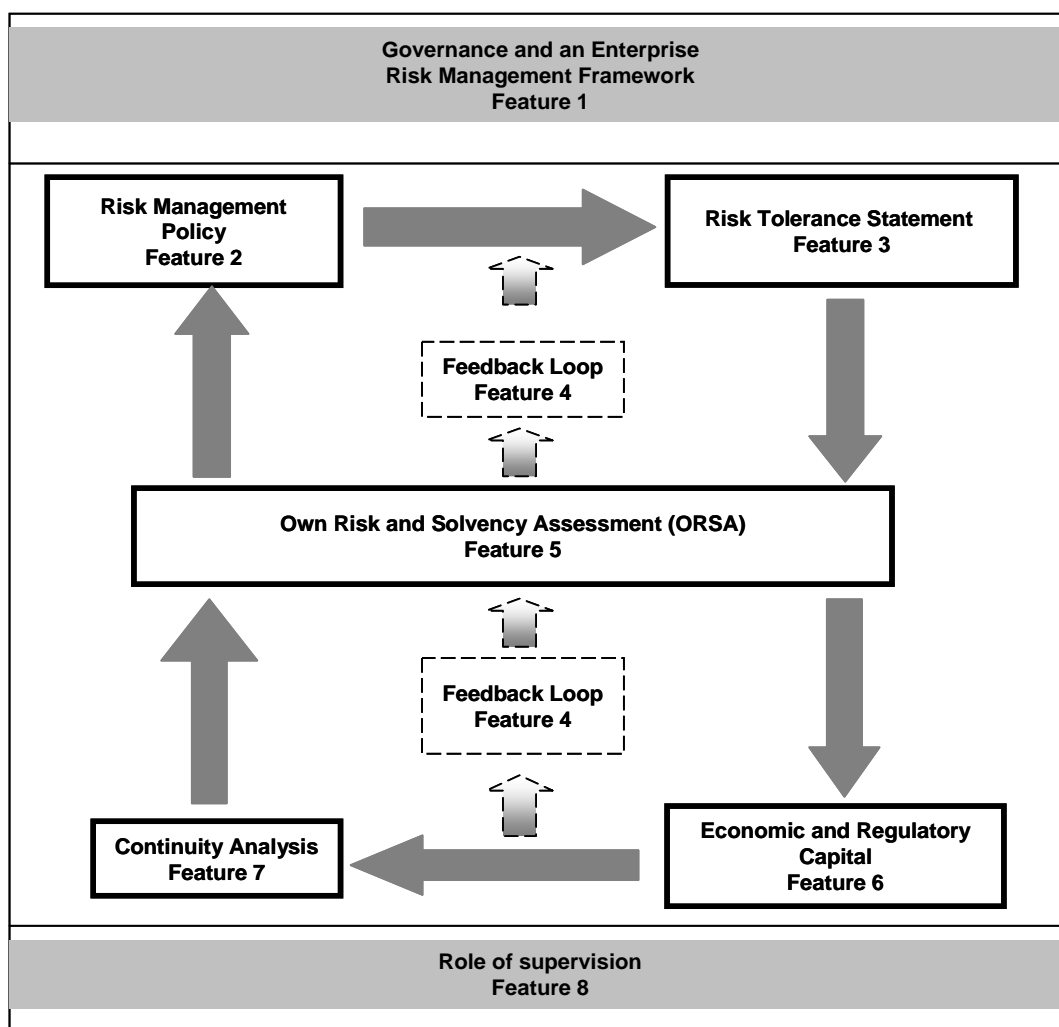 Governance and an Enterprise
Risk Management Framework
Feature 1
Risk Management
Policy
Feature 2
Risk Tolerance Statement
Feature 3
Feedback Loop
Feature 4
Own Risk and Solvency Assessment (ORSA)
Feature 5
Feedback Loop
Feature 4
Continuity Analysis
Feature 7
Economic and Regulatory
Capital
Feature 6
Role of supervision
Feature 8